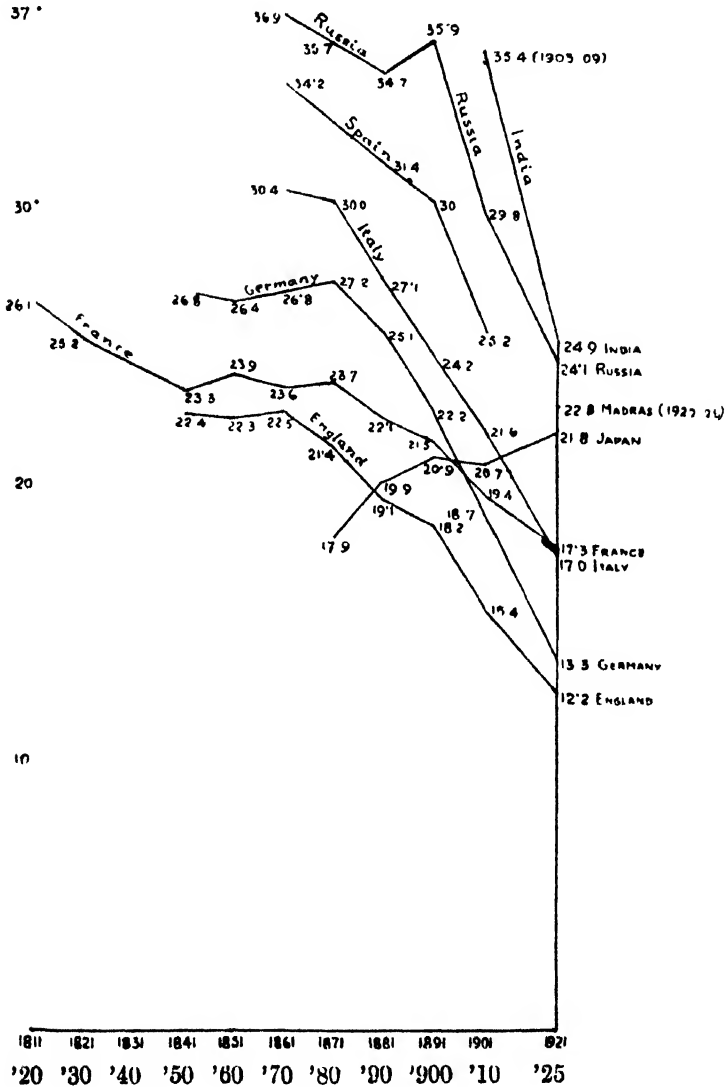 37°
36.9
Russia
35.7
34.7
35.9
35.4 (1905 09)
Russia
India
34.2
Spain
31.4
30
29.8
30°
30.4
30.0
Italy
27.1
25.2
26.8
26.4
Germany
26.8
27.2
25.1
24.2
26.1
25.2
France
23.3
23.9
23.6
23.7
22.1
22.2
21.6
21.5
24.9 INDIA
24.1 RUSSIA
22.8 MADRAS
21.8 JAPAN
22.4
22.3
22.5
England
21.4
20
17.9
19.9
20.9
20.7
19.1
18.2
18.7
19.4
17.3 FRANCE
17.0 ITALY
15.4
13.3 GERMANY
12.2 ENGLAND
10
1811 1821 1831 1841 1851 1861 1871 1881 1891 1901 1921
'20 '30 '40 '50 '60 '70 '80 '90 '900 '10 '25